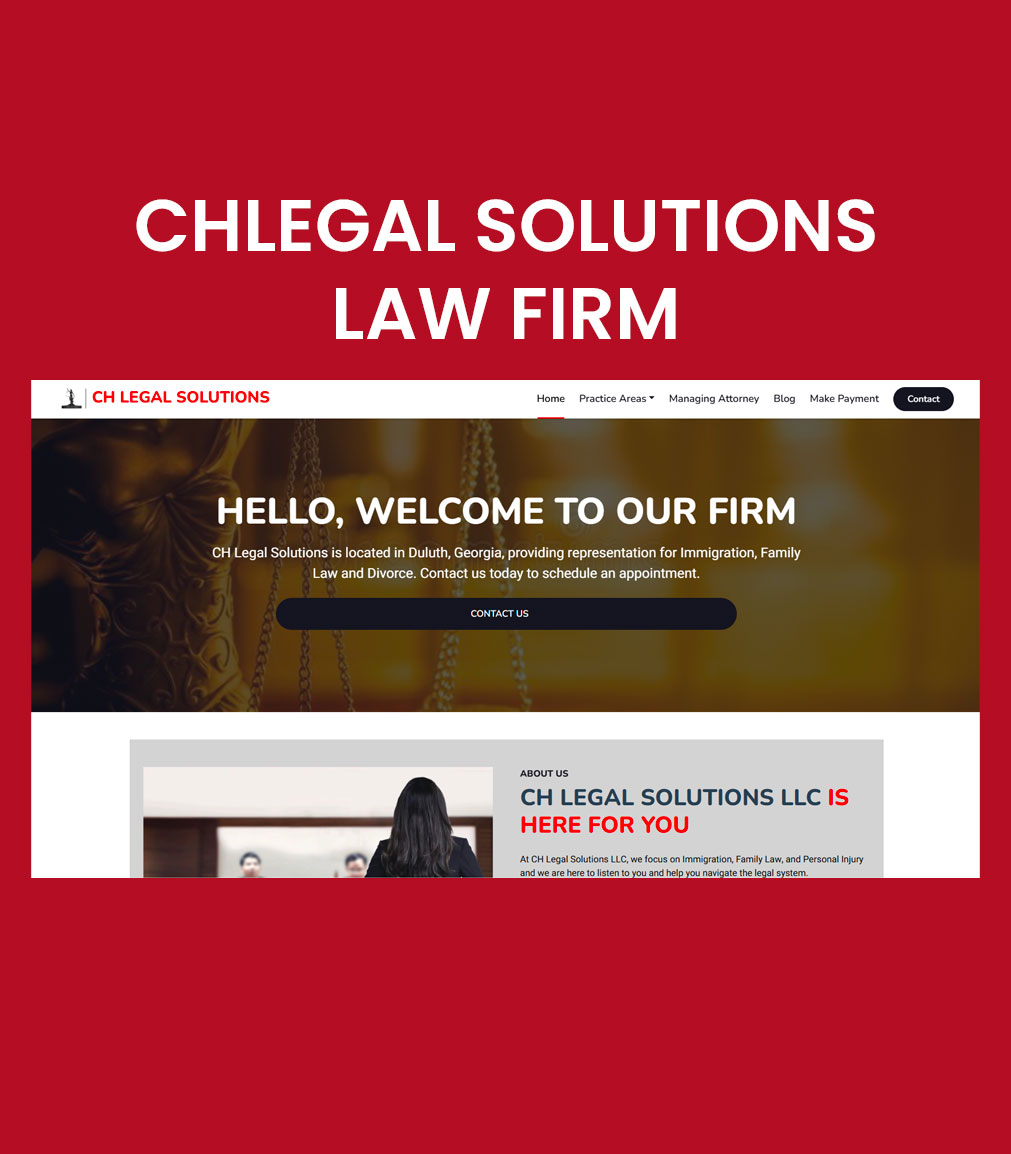 CHLEGAL SOLUTIONS
LAW FIRM
CH LEGAL SOLUTIONS
Home Practice Areas Managing Attorney Blog Make Payment Contact
HELLO, WELCOME TO OUR FIRM
CH Legal Solutions is located in Duluth, Georgia, providing representation for Immigration, Family
Law and Divorce. Contact us today to schedule an appointment.
CONTACT US
ABOUT US
CH LEGAL SOLUTIONS LLC IS
HERE FOR YOU
At CH Legal Solutions LLC, we focus on Immigration, Family Law, and Personal Injury
and we are here to listen to you and help you navigate the legal system.